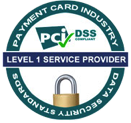 PAYMENT CARD INDUSTRY
PCI DSS
COMPLIANT
LEVEL 1 SERVICE PROVIDER
DATA SECURITY STANDARDS